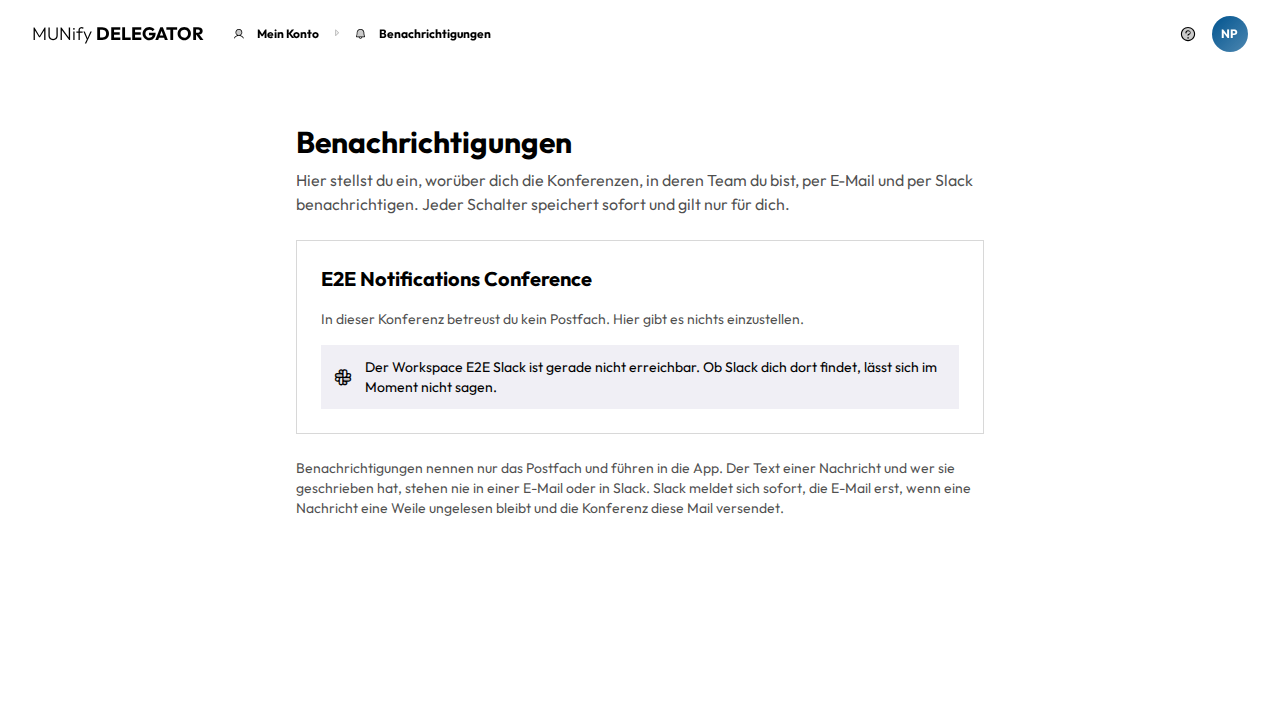 MUNify DELEGATOR
Mein Konto
Benachrichtigungen
NP
Benachrichtigungen
Hier stellst du ein, worüber dich die Konferenzen, in deren Team du bist, per E-Mail und per Slack
benachrichtigen. Jeder Schalter speichert sofort und gilt nur für dich.
E2E Notifications Conference
In dieser Konferenz betreust du kein Postfach. Hier gibt es nichts einzustellen.
Der Workspace E2E Slack ist gerade nicht erreichbar. Ob Slack dich dort findet, lässt sich im
Moment nicht sagen.
Benachrichtigungen nennen nur das Postfach und führen in die App. Der Text einer Nachricht und wer sie
geschrieben hat, stehen nie in einer E-Mail oder in Slack. Slack meldet sich sofort, die E-Mail erst, wenn eine
Nachricht eine Weile ungelesen bleibt und die Konferenz diese Mail versendet.